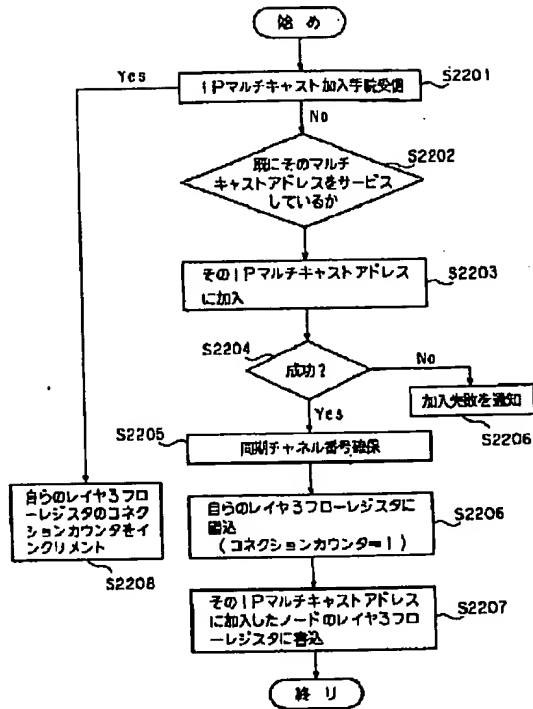 始め
Yes
IPマルチキャスト加入手続受信
S2201
No
既にそのマルチ
キャストアドレスをサービス
しているか
S2202
そのIPマルチキャストアドレス
に加入
S2203
S2204
成功？
No
Yes
加入失敗を通知
S2206
S2205
同期チャネル番号確保
自らのレイヤ3フロ
ーレジスタのコネク
ションカウンタをイ
ンクリメント
S2208
自らのレイヤ3フローレジスタに
書込
(コネクションカウンター=1)
S2206
そのIPマルチキャストアドレス
に加入したノードのレイヤ3フロ
ーレジスタに書込
S2207
終り